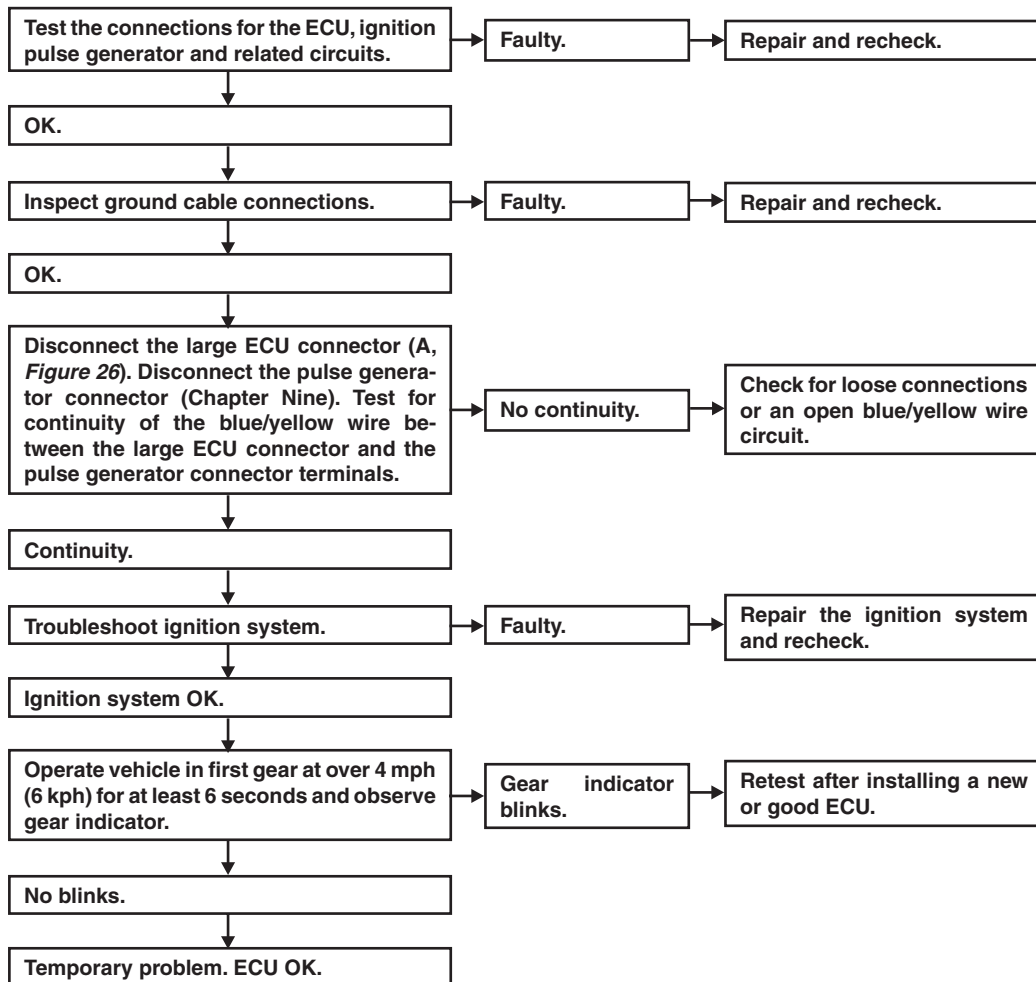 Test the connections for the ECU, ignition
pulse generator and related circuits.
Faulty.
Repair and recheck.
OK.
Inspect ground cable connections.
Faulty.
Repair and recheck.
OK.
Disconnect the large ECU connector (A,
Figure 26). Disconnect the pulse genera-
tor connector (Chapter Nine). Test for
continuity of the blue/yellow wire be-
tween the large ECU connector and the
pulse generator connector terminals.
No continuity.
Check for loose connections
or an open blue/yellow wire
circuit.
Continuity.
Troubleshoot ignition system.
Faulty.
Repair the ignition system
and recheck.
Ignition system OK.
Operate vehicle in first gear at over 4 mph
(6 kph) for at least 6 seconds and observe
gear indicator.
Gear indicator
blinks.
Retest after installing a new
or good ECU.
No blinks.
Temporary problem. ECU OK.